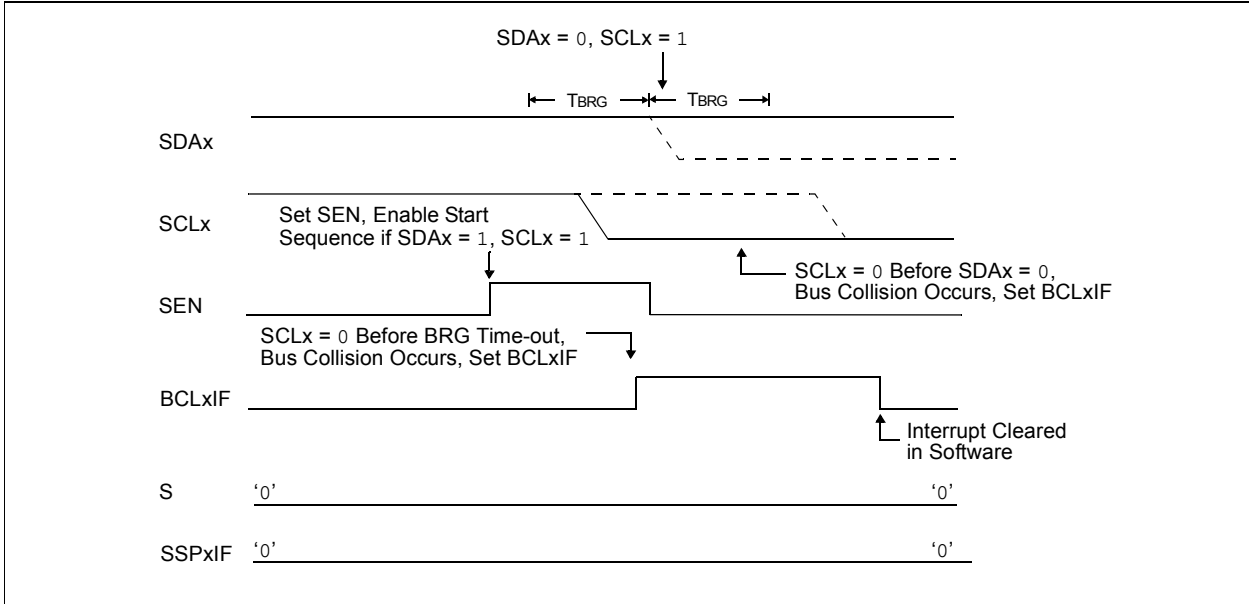 SDAx = 0, SCLx = 1
TBRG TBRG
SDAx
SCLx
Set SEN, Enable Start
Sequence if SDAx = 1, SCLx = 1
SCLx = 0 Before SDAx = 0,
Bus Collision Occurs, Set BCLxIF
SEN
SCLx = 0 Before BRG Time-out,
Bus Collision Occurs, Set BCLxIF
BCLxIF
Interrupt Cleared
in Software
S ‘0’ ‘0’
SSPxIF ‘0’ ‘0’